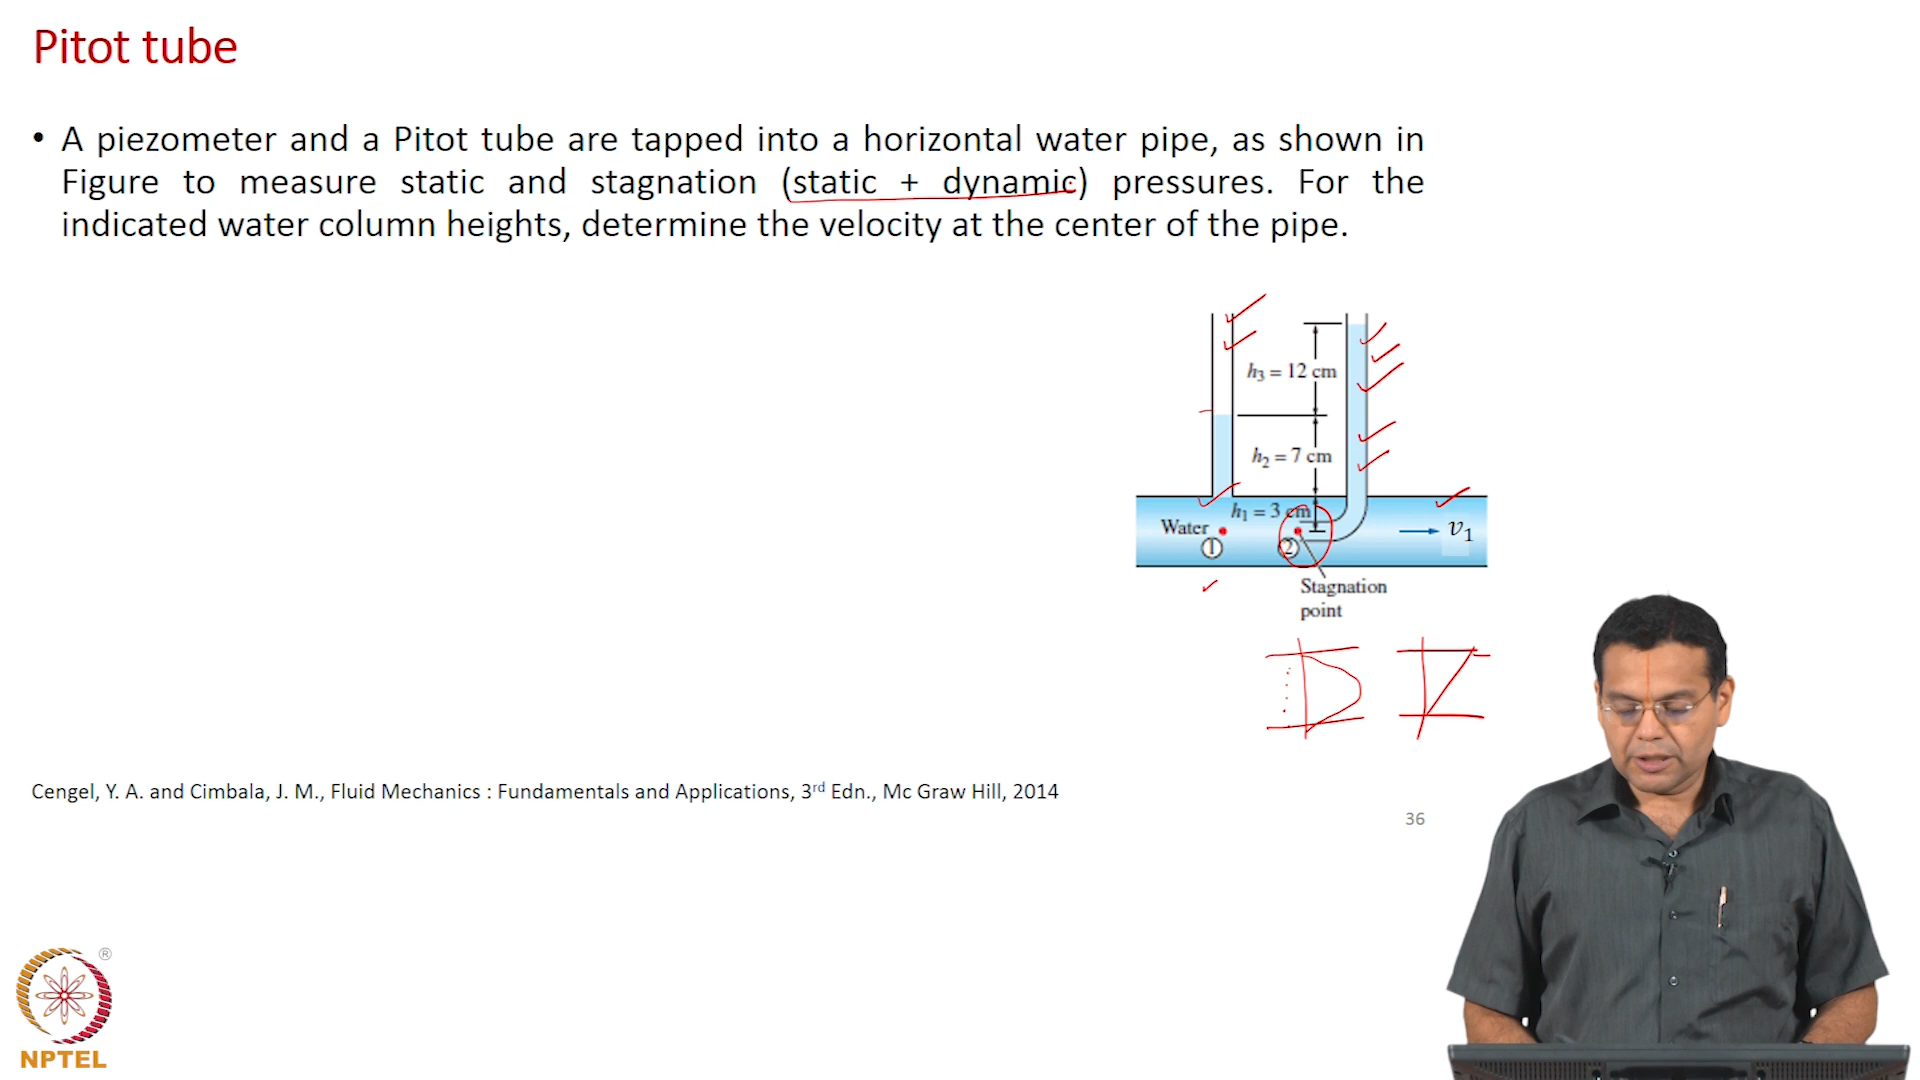 Pitot tube
• A piezometer and a Pitot tube are tapped into a horizontal water pipe, as shown in
Figure to measure static and stagnation (static + dynamic) pressures. For the
indicated water column heights, determine the velocity at the center of the pipe.
h₃ = 12 cm
h₂ = 7 cm
h₁ = 3 cm
Water
① ②
v₁
Stagnation
point
Cengel, Y. A. and Cimbala, J. M., Fluid Mechanics : Fundamentals and Applications, 3rd Edn., Mc Graw Hill, 2014
36
®
NPTEL